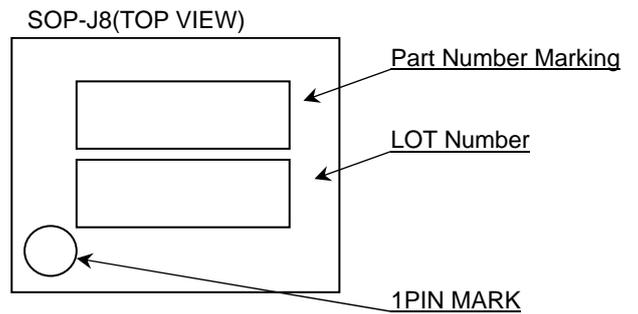 SOP-J8(TOP VIEW)
Part Number Marking
LOT Number
1PIN MARK